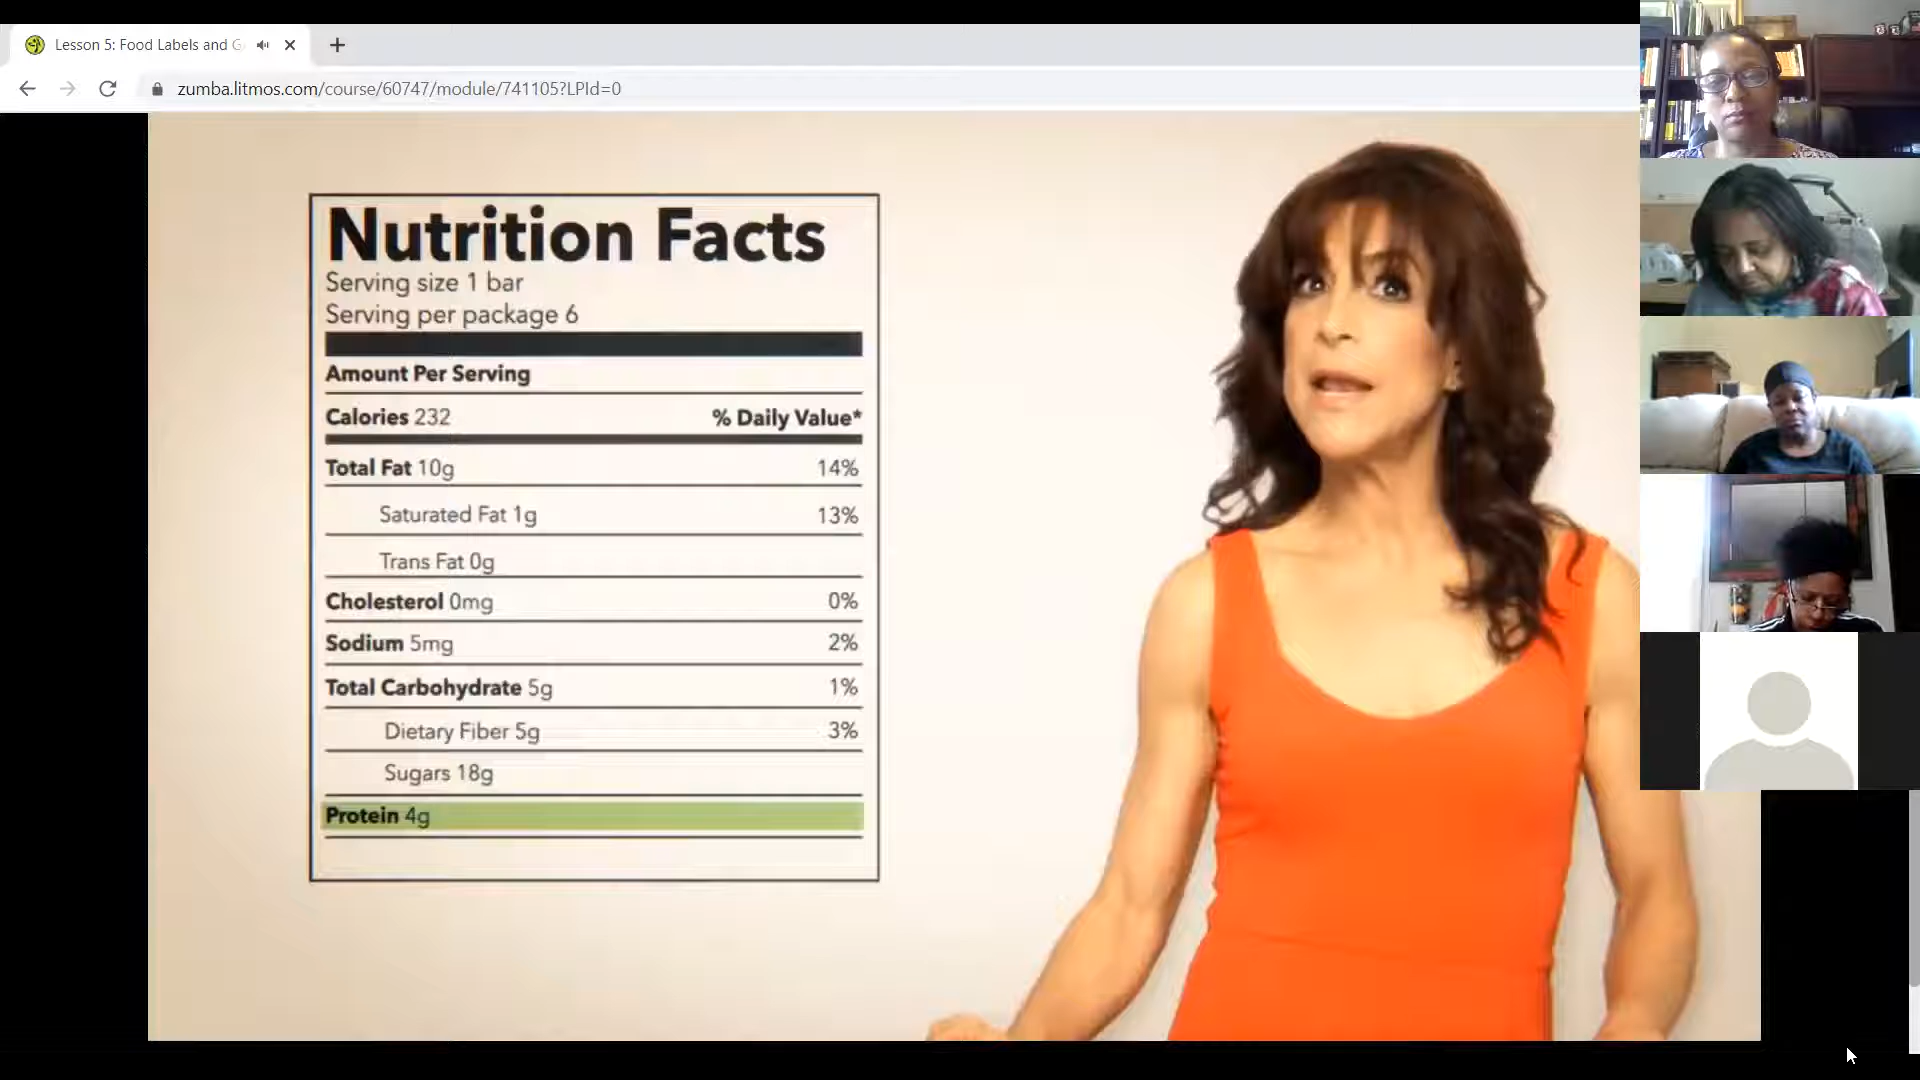 Lesson 5: Food Labels and G
zumba.litmos.com/course/60747/module/741105?LPId=0
Nutrition Facts
Serving size 1 bar
Serving per package 6
Amount Per Serving
Calories 232 % Daily Value*
Total Fat 10g 14%
Saturated Fat 1g 13%
Trans Fat 0g
Cholesterol 0mg 0%
Sodium 5mg 2%
Total Carbohydrate 5g 1%
Dietary Fiber 5g 3%
Sugars 18g
Protein 4g